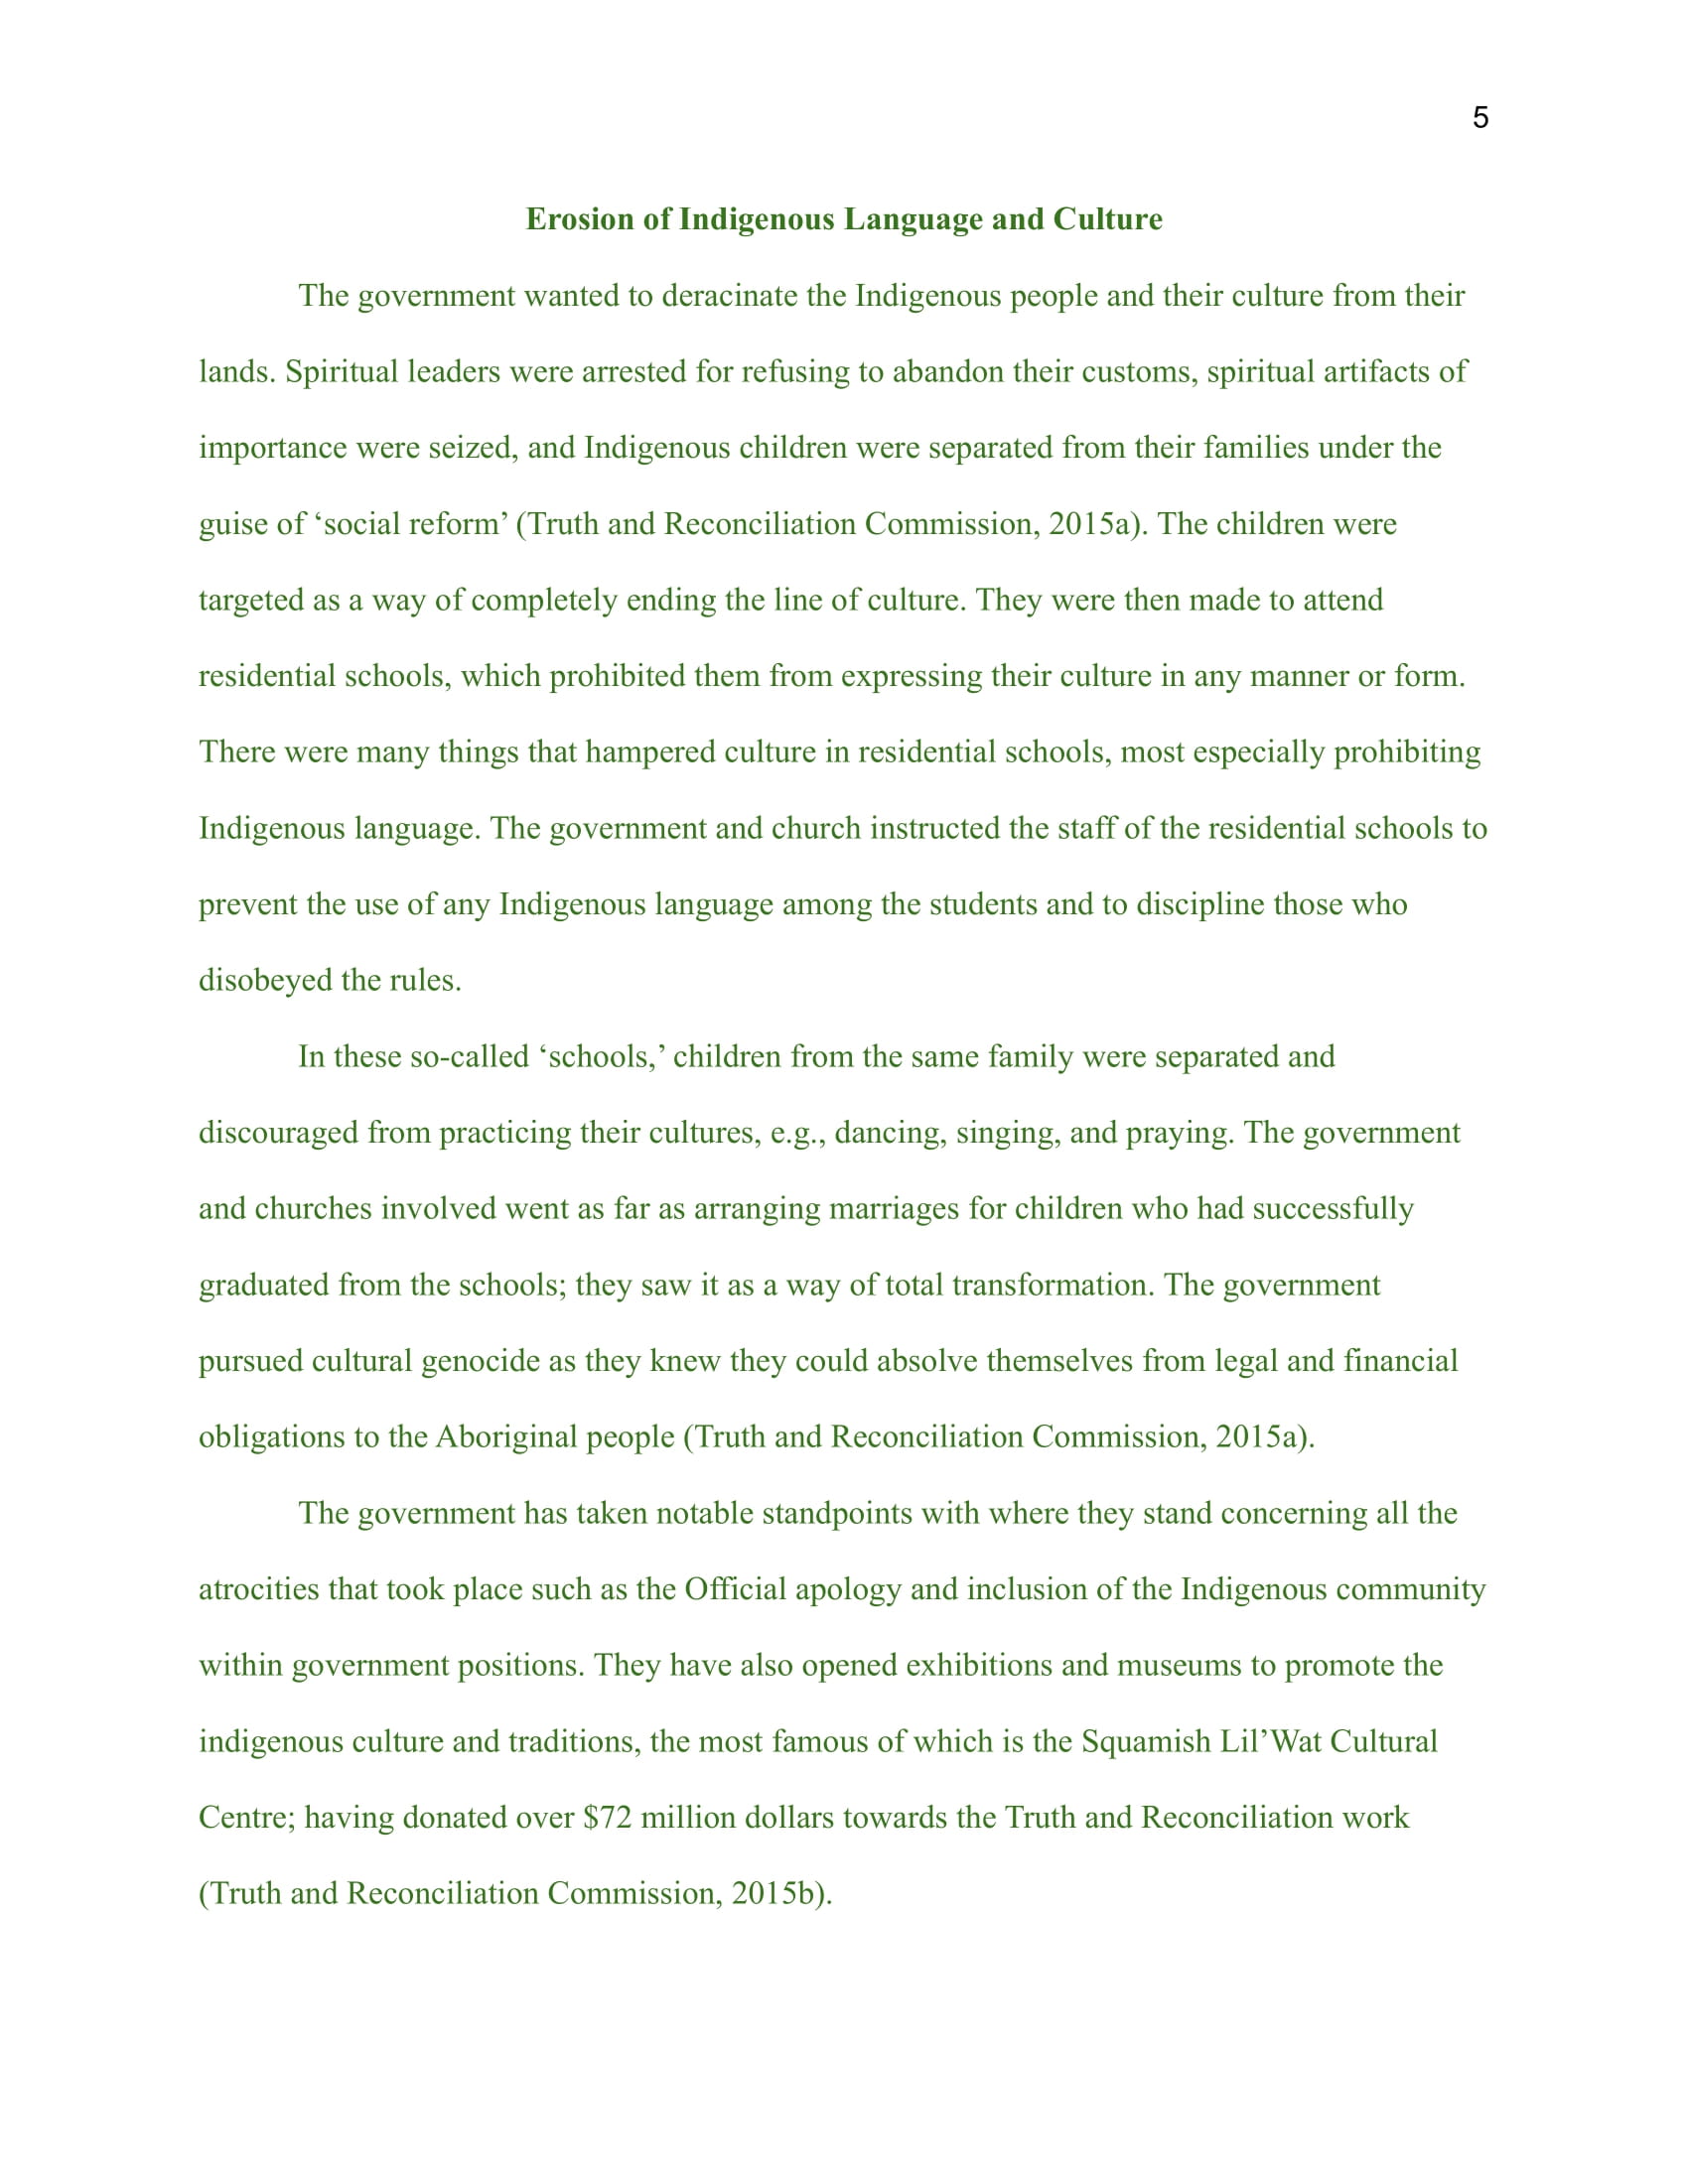 5
Erosion of Indigenous Language and Culture
The government wanted to deracinate the Indigenous people and their culture from their
lands. Spiritual leaders were arrested for refusing to abandon their customs, spiritual artifacts of
importance were seized, and Indigenous children were separated from their families under the
guise of ‘social reform’ (Truth and Reconciliation Commission, 2015a). The children were
targeted as a way of completely ending the line of culture. They were then made to attend
residential schools, which prohibited them from expressing their culture in any manner or form.
There were many things that hampered culture in residential schools, most especially prohibiting
Indigenous language. The government and church instructed the staff of the residential schools to
prevent the use of any Indigenous language among the students and to discipline those who
disobeyed the rules.
In these so-called ‘schools,’ children from the same family were separated and
discouraged from practicing their cultures, e.g., dancing, singing, and praying. The government
and churches involved went as far as arranging marriages for children who had successfully
graduated from the schools; they saw it as a way of total transformation. The government
pursued cultural genocide as they knew they could absolve themselves from legal and financial
obligations to the Aboriginal people (Truth and Reconciliation Commission, 2015a).
The government has taken notable standpoints with where they stand concerning all the
atrocities that took place such as the Official apology and inclusion of the Indigenous community
within government positions. They have also opened exhibitions and museums to promote the
indigenous culture and traditions, the most famous of which is the Squamish Lil’Wat Cultural
Centre; having donated over $72 million dollars towards the Truth and Reconciliation work
(Truth and Reconciliation Commission, 2015b).